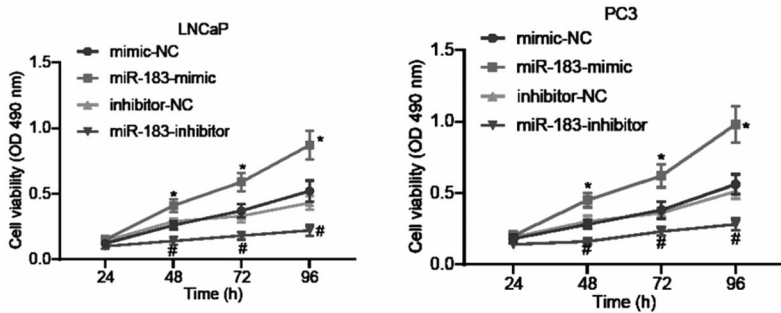 LNCaP
mimic-NC
miR-183-mimic
inhibitor-NC
miR-183-inhibitor
Cell viability (OD 490 nm)
1.5
1.0
0.5
0.0
*
*
*
#
#
#
24
48
72
96
Time (h)
PC3
mimic-NC
miR-183-mimic
inhibitor-NC
miR-183-inhibitor
Cell viability (OD 490 nm)
1.5
1.0
0.5
0.0
*
*
*
#
#
#
24
48
72
96
Time (h)